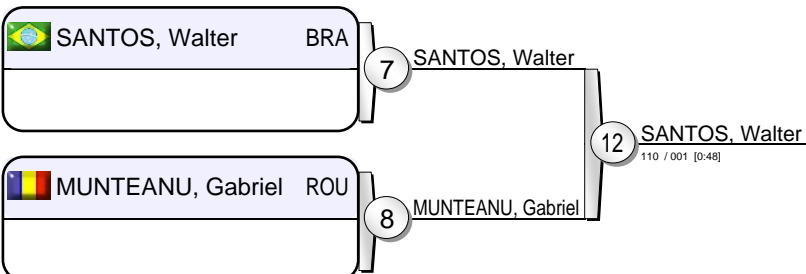 SANTOS, Walter BRA
7
SANTOS, Walter
12
SANTOS, Walter
110 / 001 [0:48]
MUNTEANU, Gabriel ROU
8
MUNTEANU, Gabriel